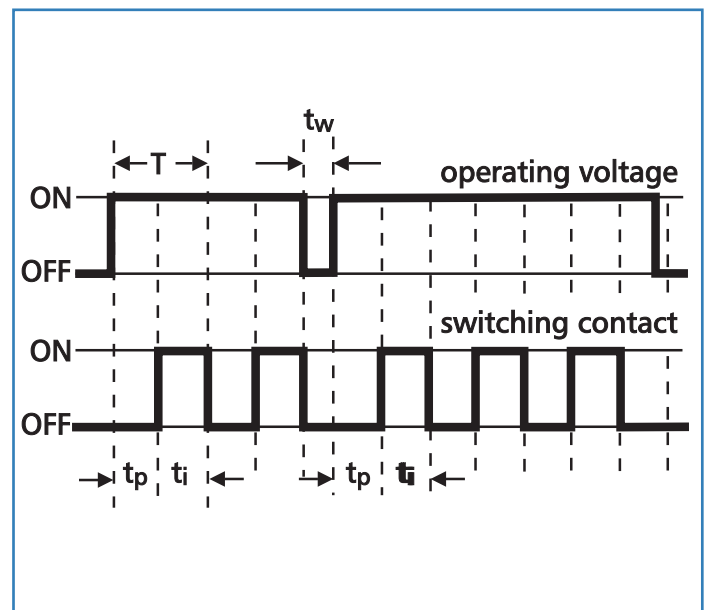 tw
T
operating voltage
ON
OFF
switching contact
ON
OFF
tp ti tp ti